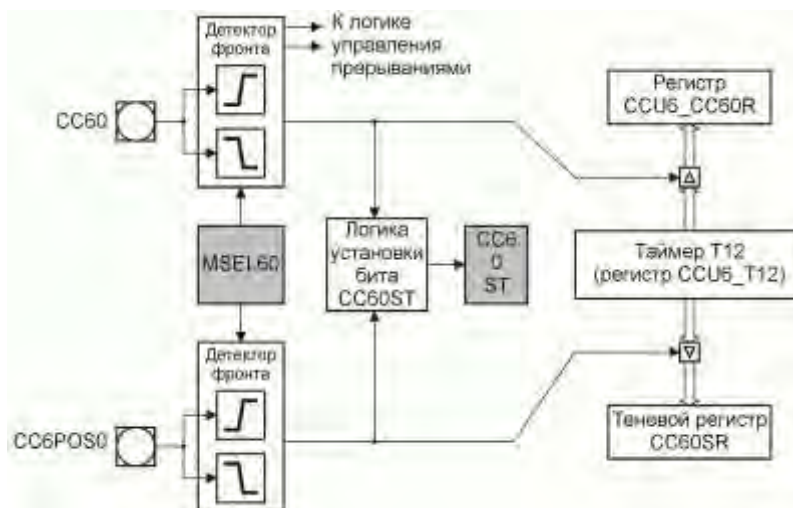 Детектор
фронта
К логике
управления
прерываниями
CC60
Регистр
CCU6_CC60R
MSEL60
Логика
установки
бита
CC60ST
CC6
0
ST
Таймер T12
(регистр CCU6_T12)
Детектор
фронта
CC6POS0
Теневой регистр
CC60SR